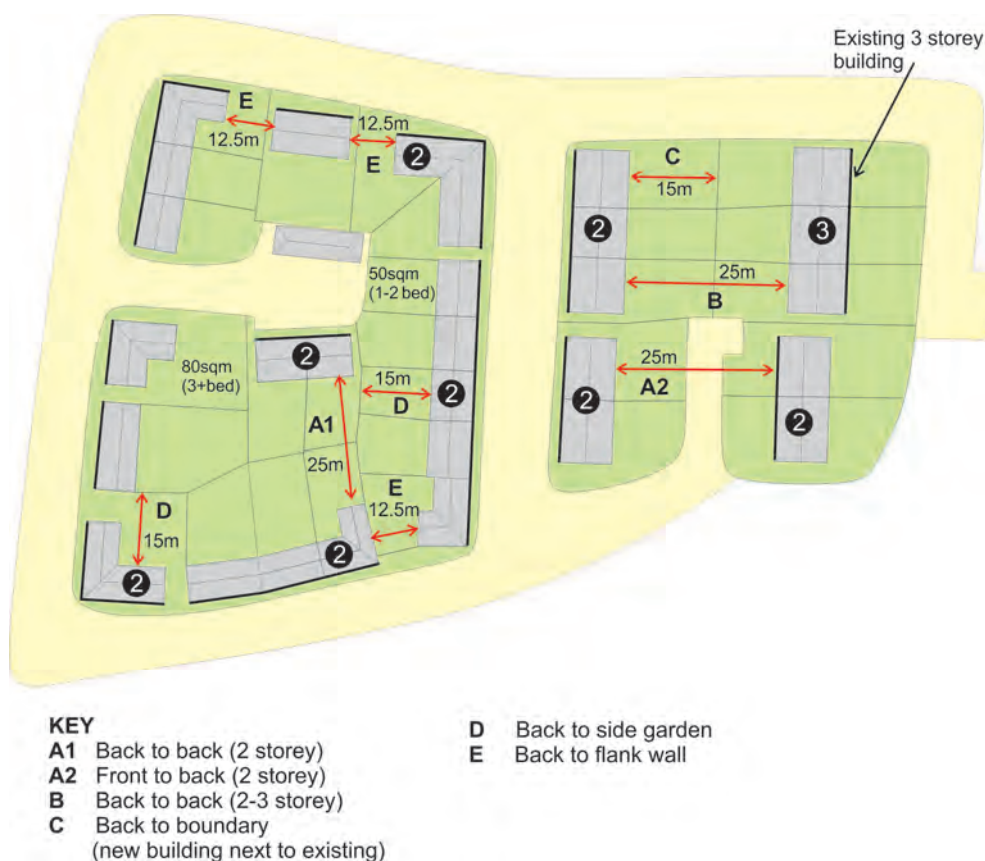 Existing 3 storey
building
E
12.5m
12.5m
E
2
C
15m
2
3
50sqm
(1-2 bed)
25m
B
2
80sqm
(3+bed)
25m
A2
15m
D
2
2
2
A1
25m
E
12.5m
D
15m
2
2
KEY
A1 Back to back (2 storey)
A2 Front to back (2 storey)
B Back to back (2-3 storey)
C Back to boundary
(new building next to existing)
D Back to side garden
E Back to flank wall